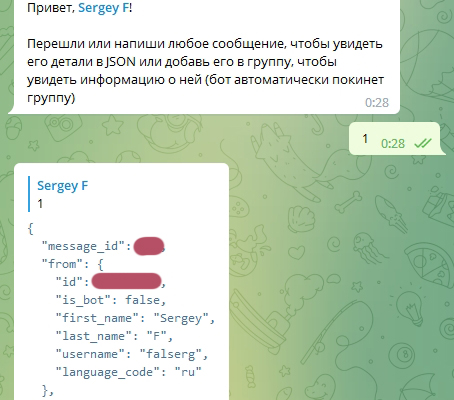 Привет, Sergey F!
Перешли или напиши любое сообщение, чтобы увидеть
его детали в JSON или добавь его в группу, чтобы
увидеть информацию о ней (бот автоматически покинет
группу)
0:28
1 0:28
Sergey F
1
{
"message_id":
"from": {
"id": ,
"is_bot": false,
"first_name": "Sergey",
"last_name": "F",
"username": "falserg",
"language_code": "ru"
},